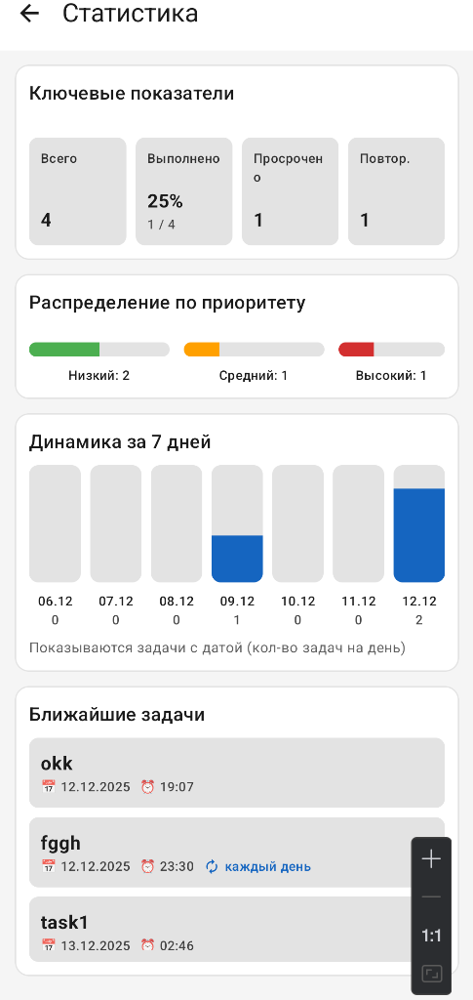 Статистика
Ключевые показатели
Всего
4
Выполнено
25%
1 / 4
Просрочен
о
1
Повтор.
1
Распределение по приоритету
Низкий: 2
Средний: 1
Высокий: 1
Динамика за 7 дней
06.12 07.12 08.12 09.12 10.12 11.12 12.12
0 0 0 1 0 0 2
Показываются задачи с датой (кол-во задач на день)
Ближайшие задачи
okk
12.12.2025 19:07
fggh
12.12.2025 23:30 каждый день
task1
13.12.2025 02:46
1:1